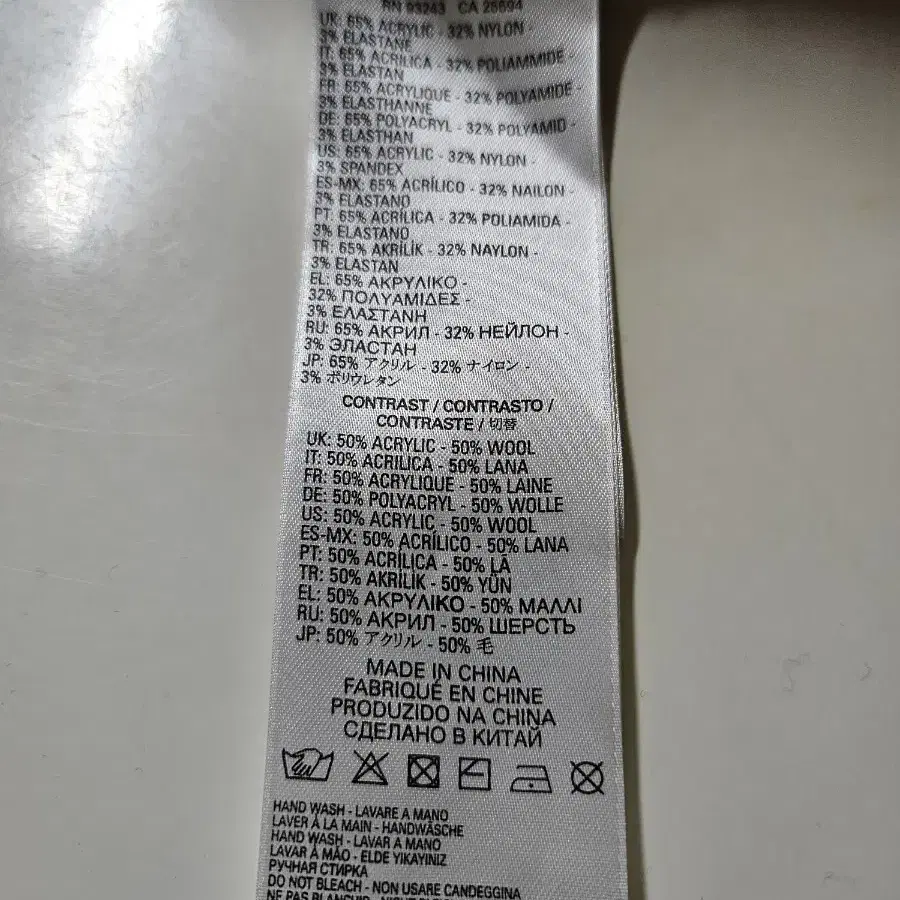 RN 93243 CA 25694
UK: 65% ACRYLIC - 32% NYLON -
3% ELASTANE
IT: 65% ACRILICA - 32% POLIAMMIDE -
3% ELASTAN
FR: 65% ACRYLIQUE - 32% POLYAMIDE -
3% ELASTHANNE
DE: 65% POLYACRYL - 32% POLYAMID -
3% ELASTHAN
US: 65% ACRYLIC - 32% NYLON -
3% SPANDEX
ES-MX: 65% ACRÍLICO - 32% NAILON -
3% ELASTANO
PT: 65% ACRÍLICA - 32% POLIAMIDA -
3% ELASTANO
TR: 65% AKRİLİK - 32% NAYLON -
3% ELASTAN
EL: 65% ΑΚΡΥΛΙΚΟ -
32% ΠΟΛΥΑΜΙΔΕΣ -
3% ΕΛΑΣΤΑΝΗ
RU: 65% АКРИЛ - 32% НЕЙЛОН -
3% ЭЛАСТАН
JP: 65% アクリル - 32% ナイロン -
3% ポリウレタン
CONTRAST / CONTRASTO /
CONTRASTE / 切替
UK: 50% ACRYLIC - 50% WOOL
IT: 50% ACRILICA - 50% LANA
FR: 50% ACRYLIQUE - 50% LAINE
DE: 50% POLYACRYL - 50% WOLLE
US: 50% ACRYLIC - 50% WOOL
ES-MX: 50% ACRÍLICO - 50% LANA
PT: 50% ACRÍLICA - 50% LÃ
TR: 50% AKRİLİK - 50% YÜN
EL: 50% ΑΚΡΥΛΙΚΟ - 50% ΜΑΛΛΙ
RU: 50% АКРИЛ - 50% ШЕРСТЬ
JP: 50% アクリル - 50% 毛
MADE IN CHINA
FABRIQUÉ EN CHINE
PRODUZIDO NA CHINA
СДЕЛАНО В КИТАЙ
HAND WASH - LAVARE A MANO
LAVER À LA MAIN - HANDWÄSCHE
HAND WASH - LAVAR A MANO
LAVAR À MÃO - ELDE YIKAYINIZ
РУЧНАЯ СТИРКА
DO NOT BLEACH - NON USARE CANDEGGINA
NE PAS BLANCHIR -